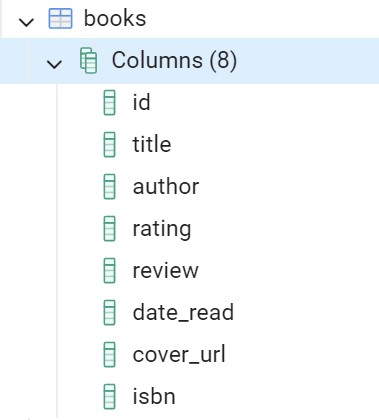 books
Columns (8)
id
title
author
rating
review
date_read
cover_url
isbn